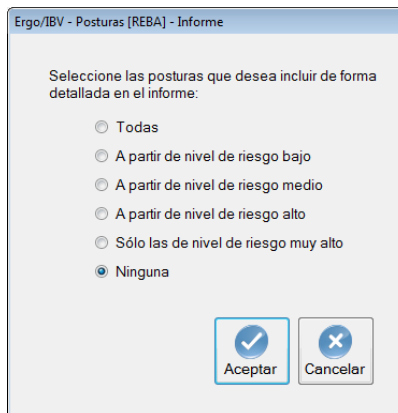 Ergo/IBV - Posturas [REBA] - Informe
Seleccione las posturas que desea incluir de forma
detallada en el informe:
Todas
A partir de nivel de riesgo bajo
A partir de nivel de riesgo medio
A partir de nivel de riesgo alto
Sólo las de nivel de riesgo muy alto
Ninguna
Aceptar
Cancelar